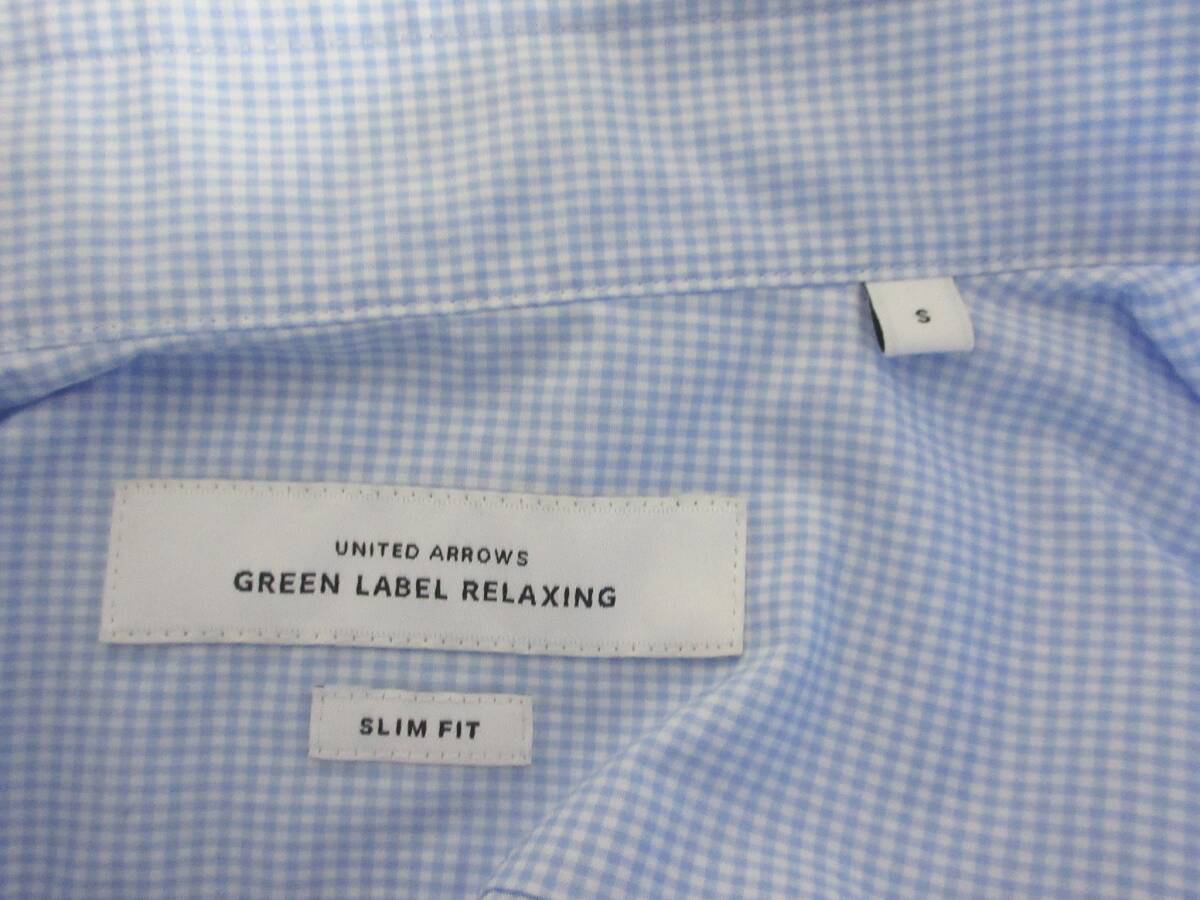 S
UNITED ARROWS
GREEN LABEL RELAXING
SLIM FIT